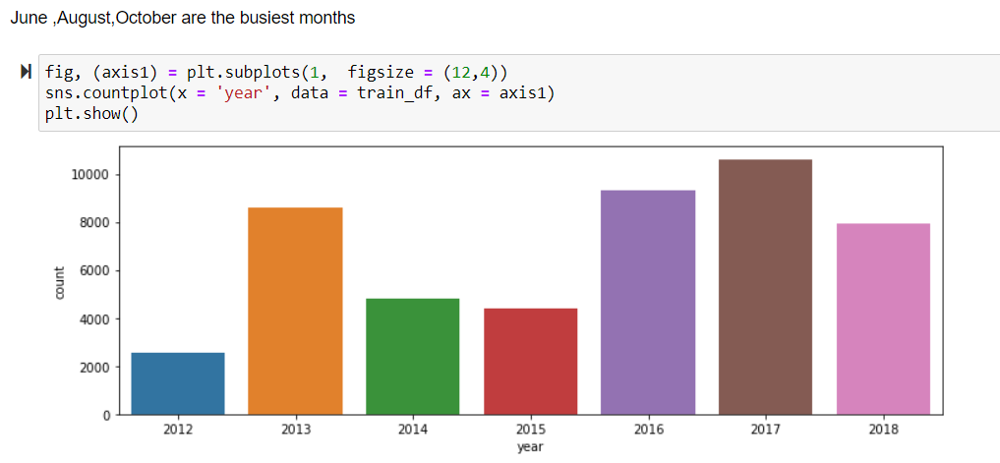 June ,August,October are the busiest months
fig, (axis1) = plt.subplots(1,  figsize = (12,4))
sns.countplot(x = 'year', data = train_df, ax = axis1)
plt.show()
10000
8000
6000
4000
2000
0
count
2012 2013 2014 2015 2016 2017 2018
year